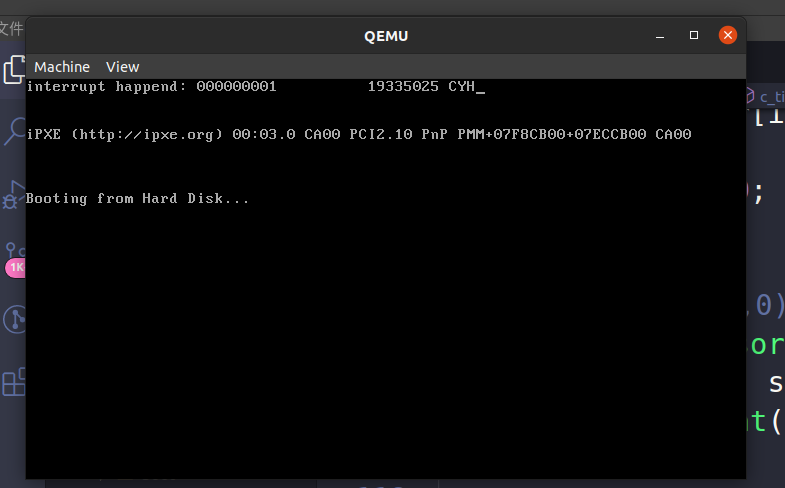 文件
QEMU
Machine View
interrupt happend: 000000001 19335025 CYH_
iPXE (http://ipxe.org) 00:03.0 CA00 PCI2.10 PnP PMM+07F8CB00+07ECCB00 CA00
Booting from Hard Disk...
1K
c_ti
;
,0)
or
s
t(